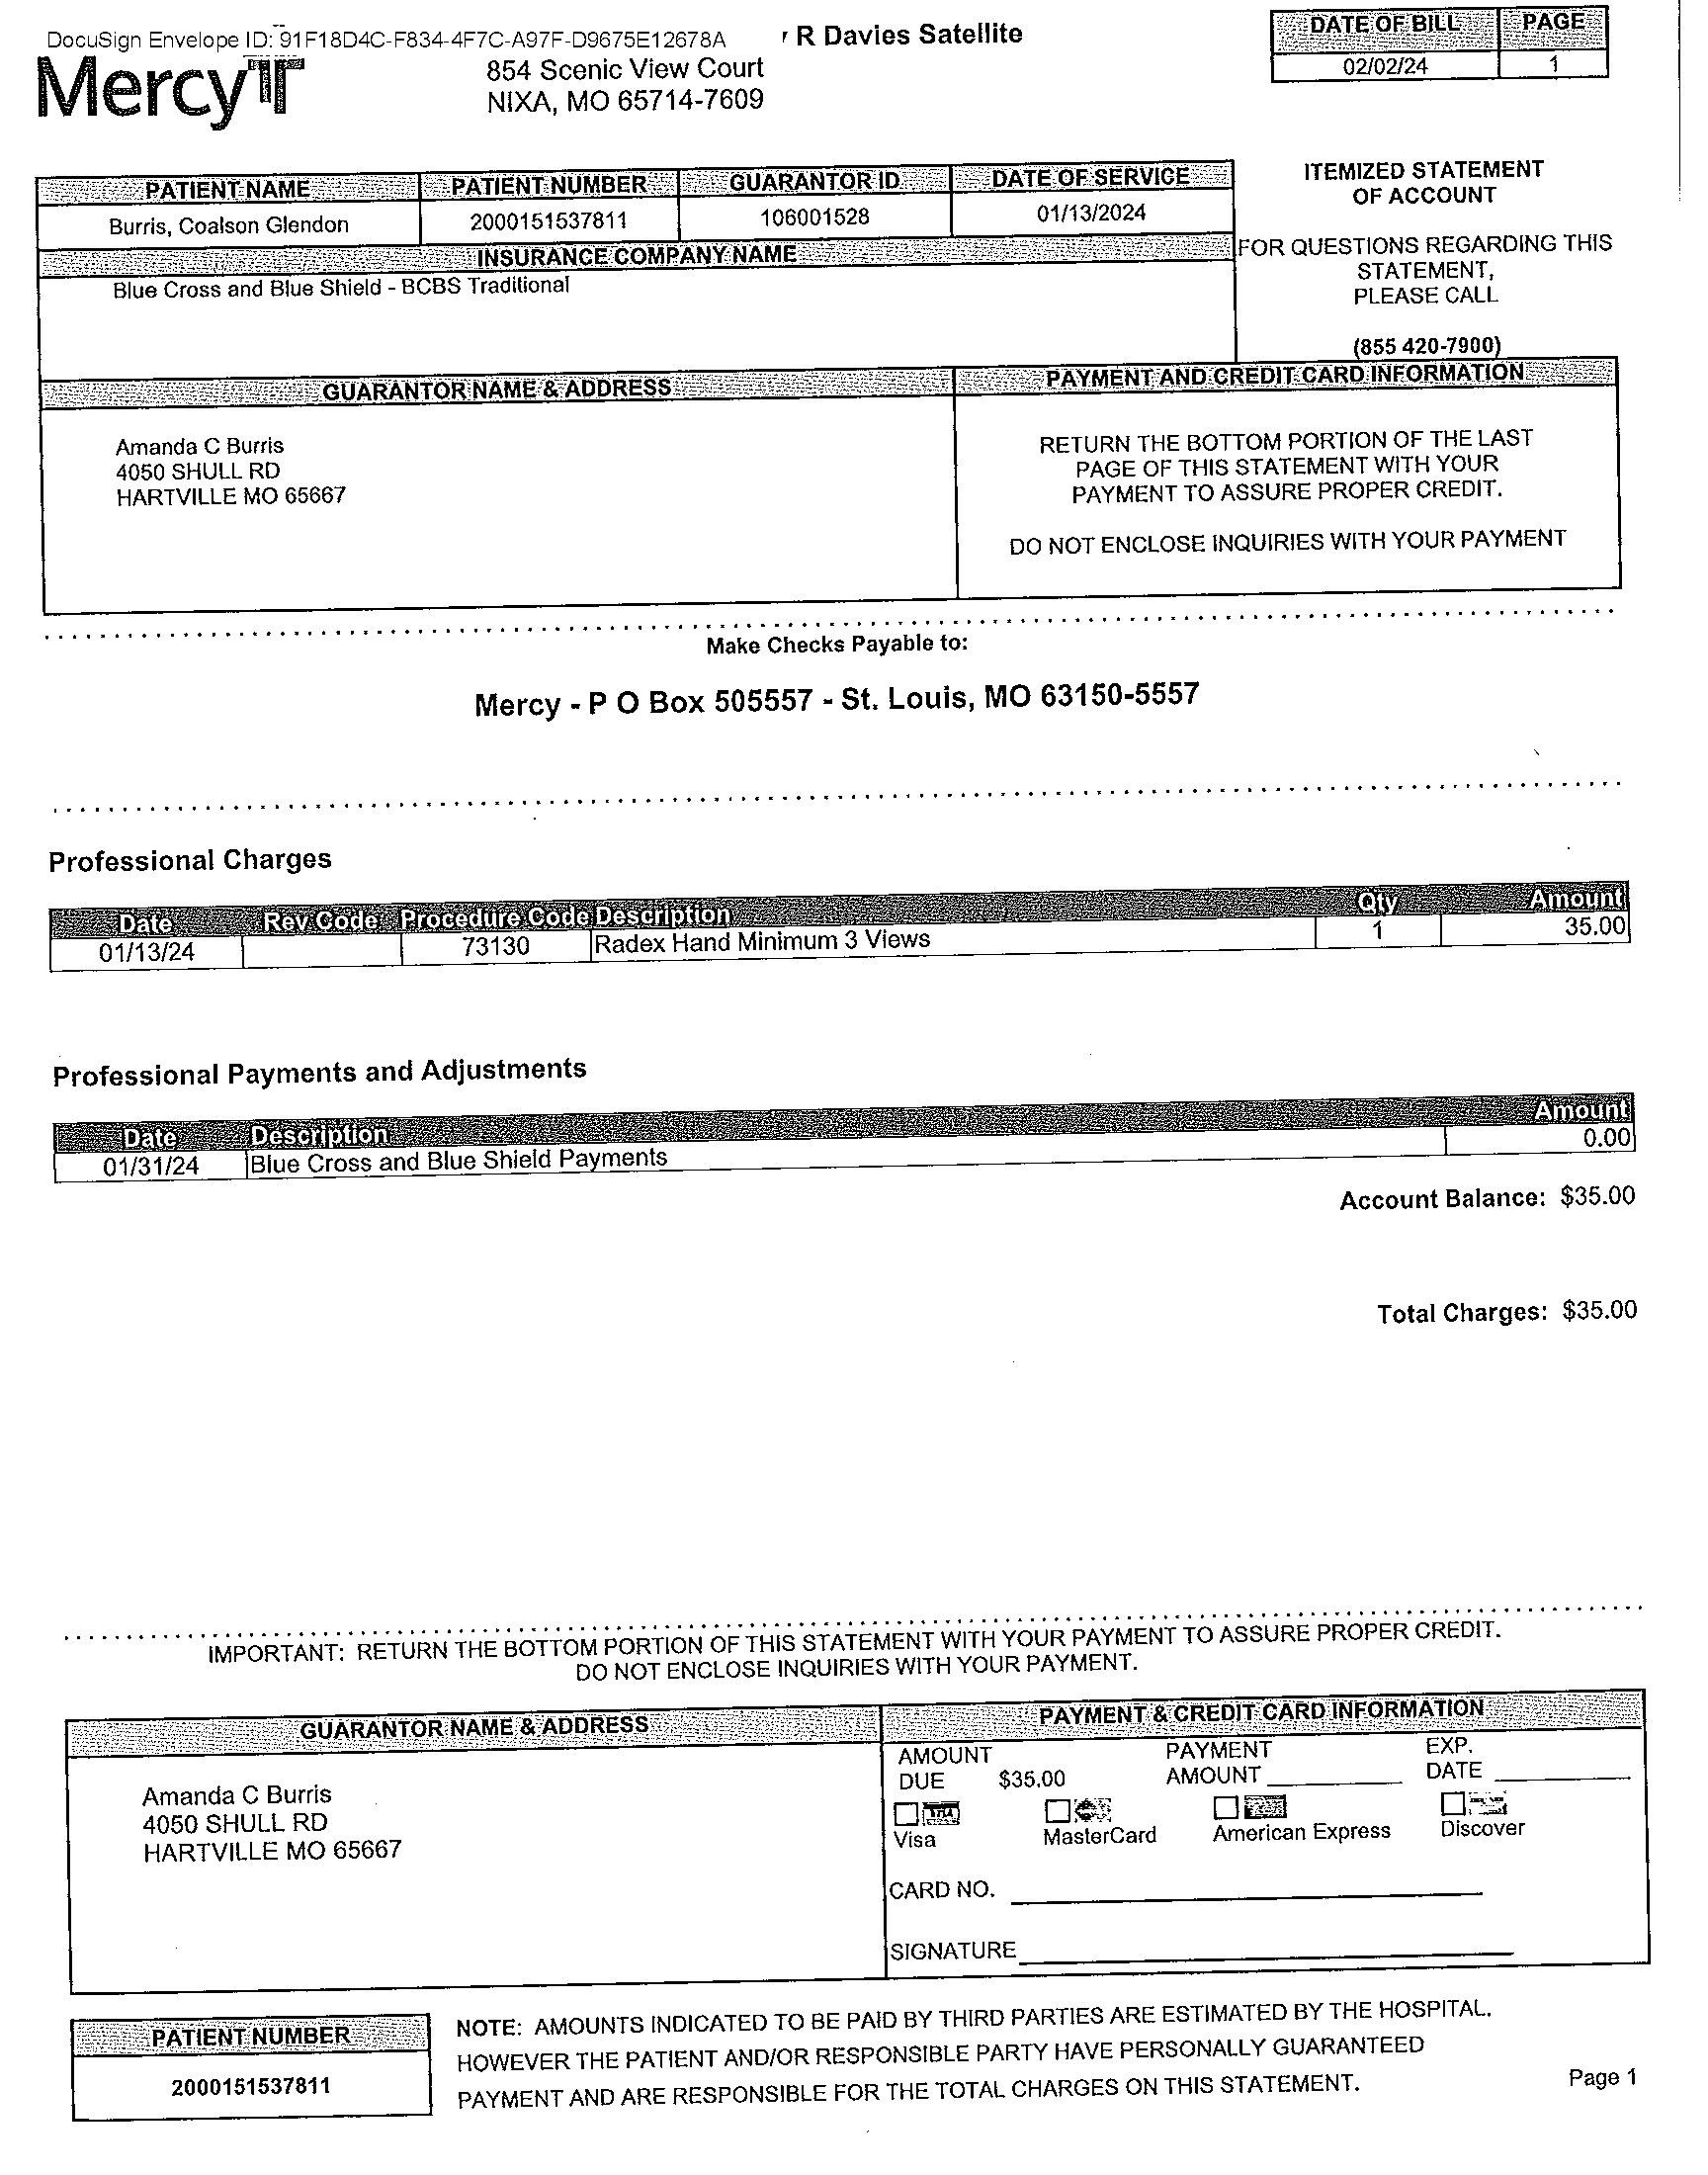 DocuSign Envelope ID: 91F18D4C-F834-4F7C-A97F-D9675E12678A
R Davies Satellite
Mercy
854 Scenic View Court
NIXA, MO 65714-7609
DATE OF BILL PAGE
02/02/24 1
PATIENT NAME PATIENT NUMBER GUARANTOR ID DATE OF SERVICE
Burris, Coalson Glendon 2000151537811 106001528 01/13/2024
INSURANCE COMPANY NAME
Blue Cross and Blue Shield - BCBS Traditional
ITEMIZED STATEMENT
OF ACCOUNT
FOR QUESTIONS REGARDING THIS
STATEMENT,
PLEASE CALL
(855 420-7900)
GUARANTOR NAME & ADDRESS
Amanda C Burris
4050 SHULL RD
HARTVILLE MO 65667
PAYMENT AND CREDIT CARD INFORMATION
RETURN THE BOTTOM PORTION OF THE LAST
PAGE OF THIS STATEMENT WITH YOUR
PAYMENT TO ASSURE PROPER CREDIT.
DO NOT ENCLOSE INQUIRIES WITH YOUR PAYMENT
Make Checks Payable to:
Mercy - P O Box 505557 - St. Louis, MO 63150-5557
Professional Charges
Date Rev Code Procedure Code Description Qty Amount
01/13/24 73130 Radex Hand Minimum 3 Views 1 35.00
Professional Payments and Adjustments
Date Description Amount
01/31/24 Blue Cross and Blue Shield Payments 0.00
Account Balance: $35.00
Total Charges: $35.00
IMPORTANT: RETURN THE BOTTOM PORTION OF THIS STATEMENT WITH YOUR PAYMENT TO ASSURE PROPER CREDIT.
DO NOT ENCLOSE INQUIRIES WITH YOUR PAYMENT.
GUARANTOR NAME & ADDRESS
Amanda C Burris
4050 SHULL RD
HARTVILLE MO 65667
PAYMENT & CREDIT CARD INFORMATION
AMOUNT PAYMENT EXP.
DUE $35.00 AMOUNT DATE
Visa MasterCard American Express Discover
CARD NO.
SIGNATURE
PATIENT NUMBER
2000151537811
NOTE: AMOUNTS INDICATED TO BE PAID BY THIRD PARTIES ARE ESTIMATED BY THE HOSPITAL.
HOWEVER THE PATIENT AND/OR RESPONSIBLE PARTY HAVE PERSONALLY GUARANTEED
PAYMENT AND ARE RESPONSIBLE FOR THE TOTAL CHARGES ON THIS STATEMENT.
Page 1